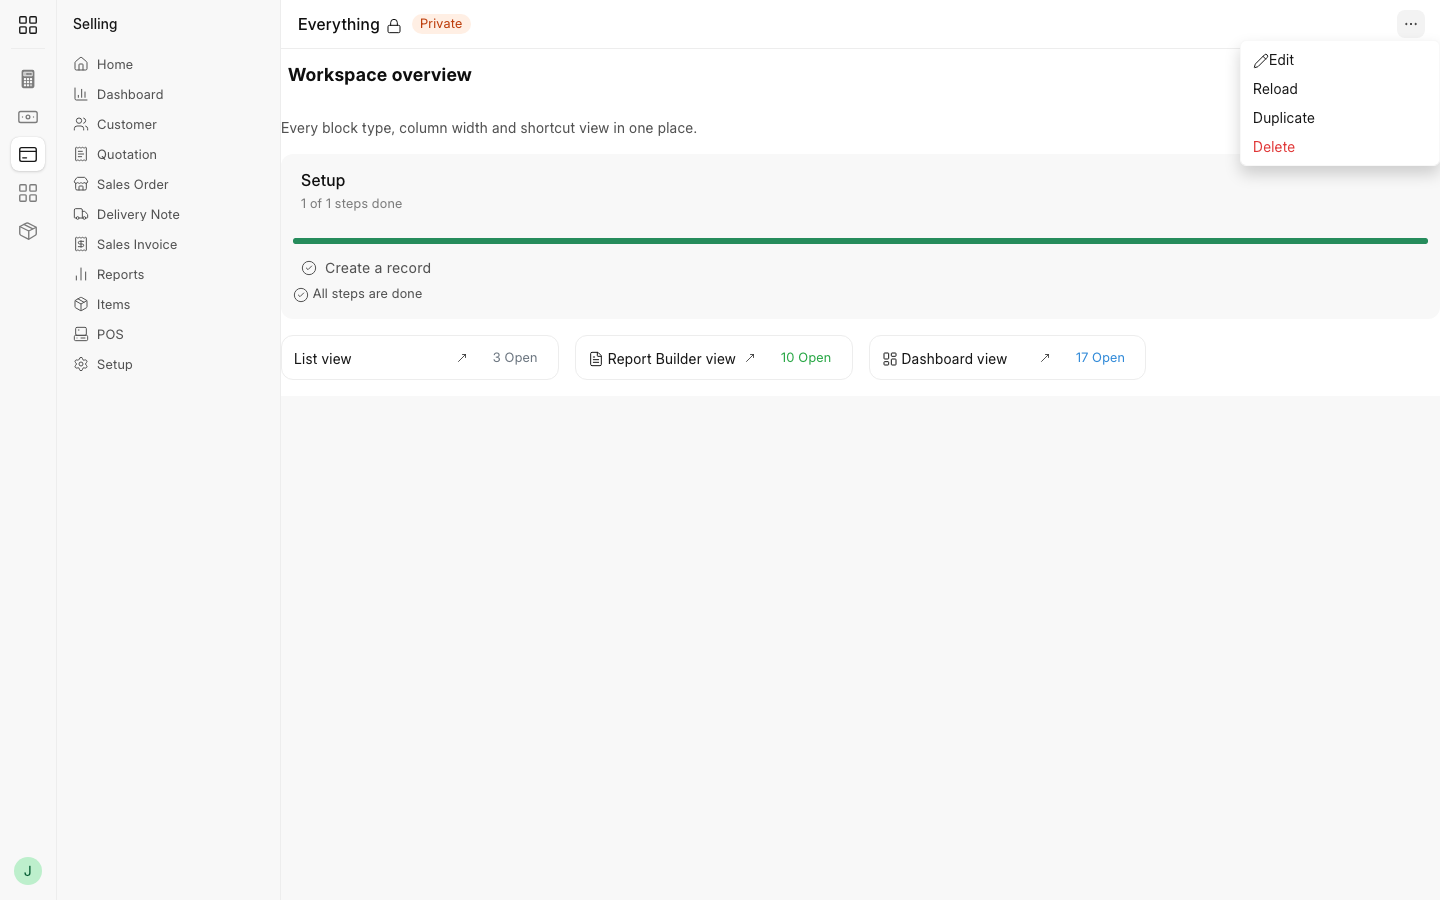 Selling
Home
Dashboard
Customer
Quotation
Sales Order
Delivery Note
Sales Invoice
Reports
Items
POS
Setup
J
Everything Private
Edit
Reload
Duplicate
Delete
Workspace overview
Every block type, column width and shortcut view in one place.
Setup
1 of 1 steps done
Create a record
All steps are done
List view 3 Open
Report Builder view 10 Open
Dashboard view 17 Open